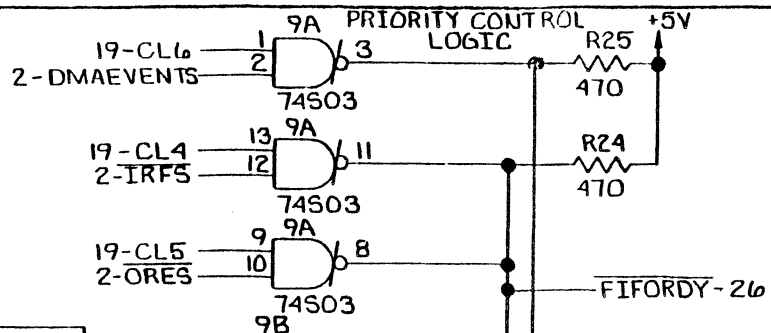 PRIORITY CONTROL
LOGIC
+5V
9A
19-CL6
1
3
2-DMAEVENTS
2
74S03
R25
470
9A
19-CL4
13
11
2-IRFS
12
74S03
R24
470
9A
19-CL5
9
8
2-ORES
10
74S03
FIFORDY-26
9B